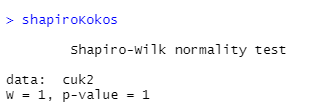 > shapirokokos
Shapiro-Wilk normality test
data:  cuk2
W = 1, p-value = 1